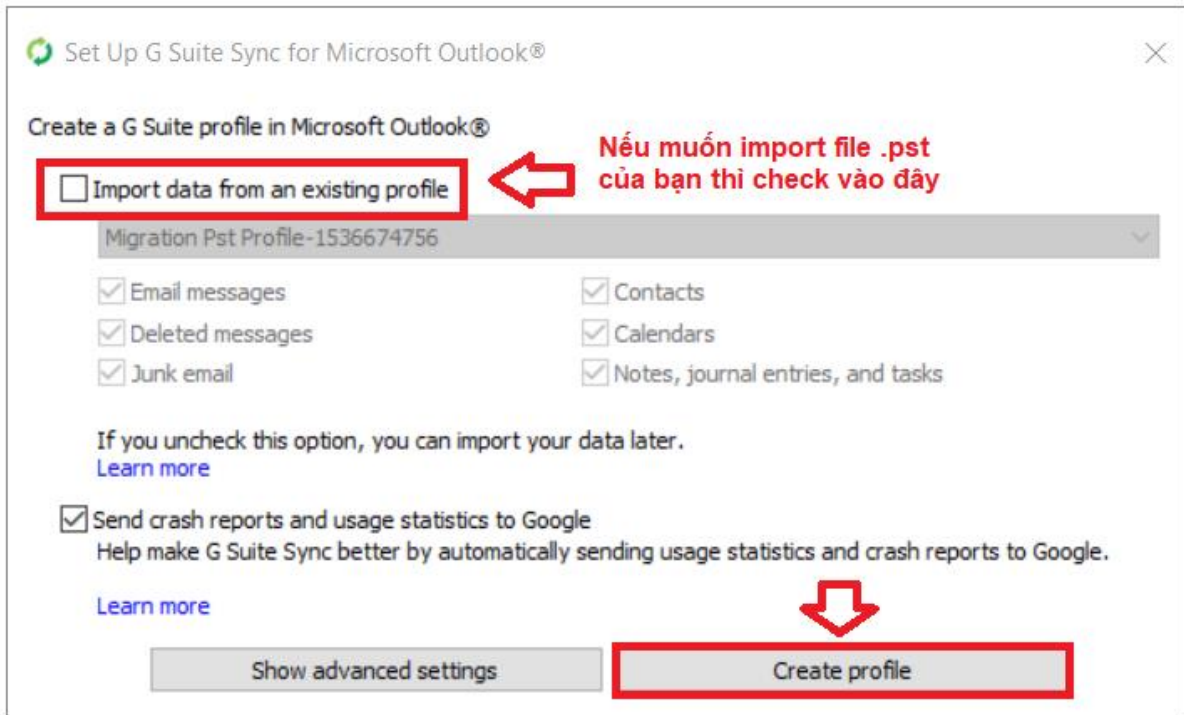 Set Up G Suite Sync for Microsoft Outlook®
Create a G Suite profile in Microsoft Outlook®
Import data from an existing profile
Nếu muốn import file .pst
của bạn thì check vào đây
Migration Pst Profile-1536674756
Email messages
Contacts
Deleted messages
Calendars
Junk email
Notes, journal entries, and tasks
If you uncheck this option, you can import your data later.
Learn more
Send crash reports and usage statistics to Google
Help make G Suite Sync better by automatically sending usage statistics and crash reports to Google.
Learn more
Show advanced settings
Create profile